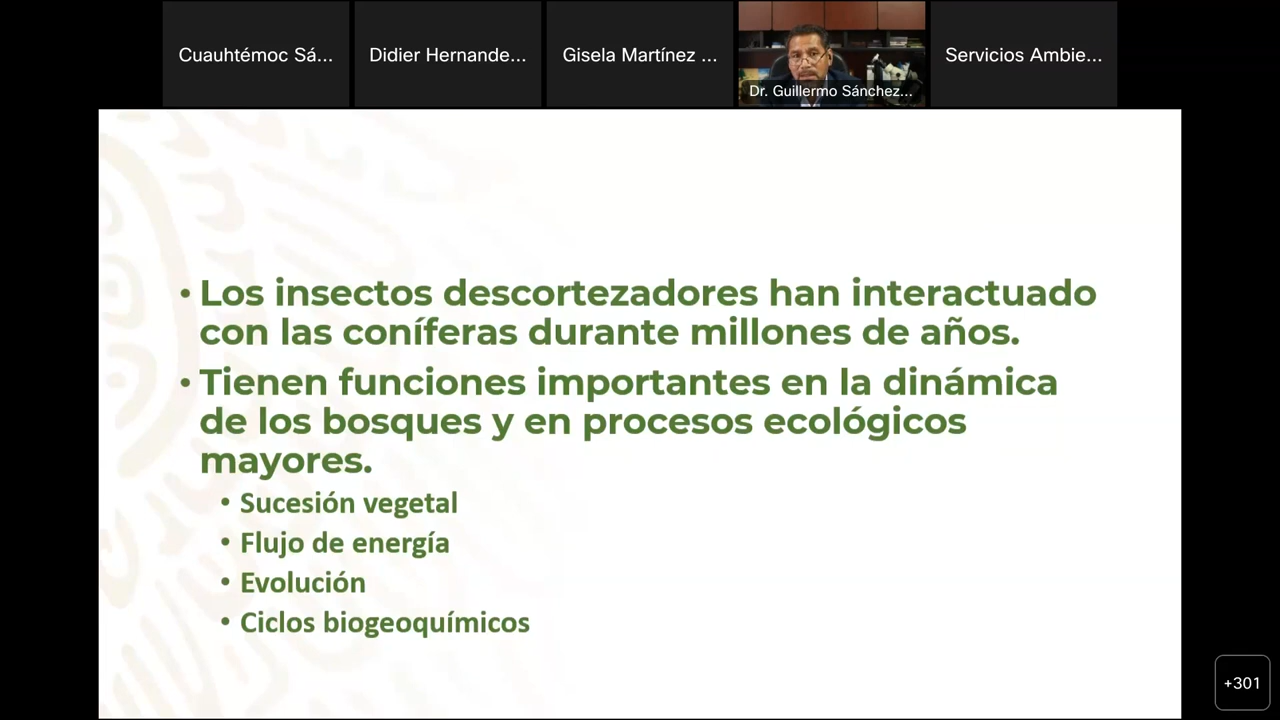 Cuauhtémoc Sá...
Didier Hernande...
Gisela Martínez ...
Dr. Guillermo Sánchez...
Servicios Ambie...
• Los insectos descortezadores han interactuado
con las coníferas durante millones de años.
• Tienen funciones importantes en la dinámica
de los bosques y en procesos ecológicos
mayores.
• Sucesión vegetal
• Flujo de energía
• Evolución
• Ciclos biogeoquímicos
+301